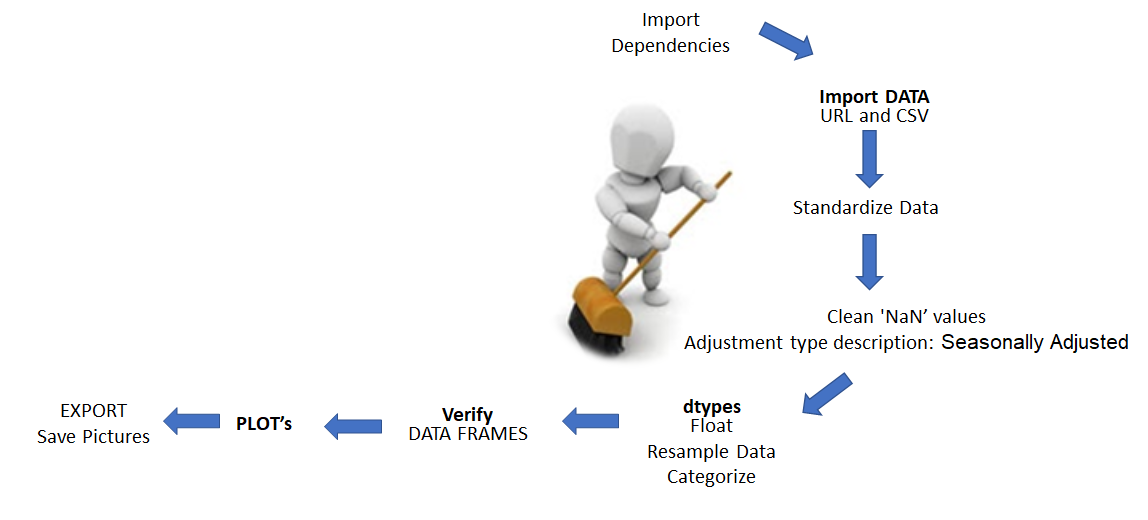 Import
Dependencies
Import DATA
URL and CSV
Standardize Data
Clean 'NaN’ values
Adjustment type description: Seasonally Adjusted
dtypes
Float
Resample Data
Categorize
Verify
DATA FRAMES
PLOT’s
EXPORT
Save Pictures